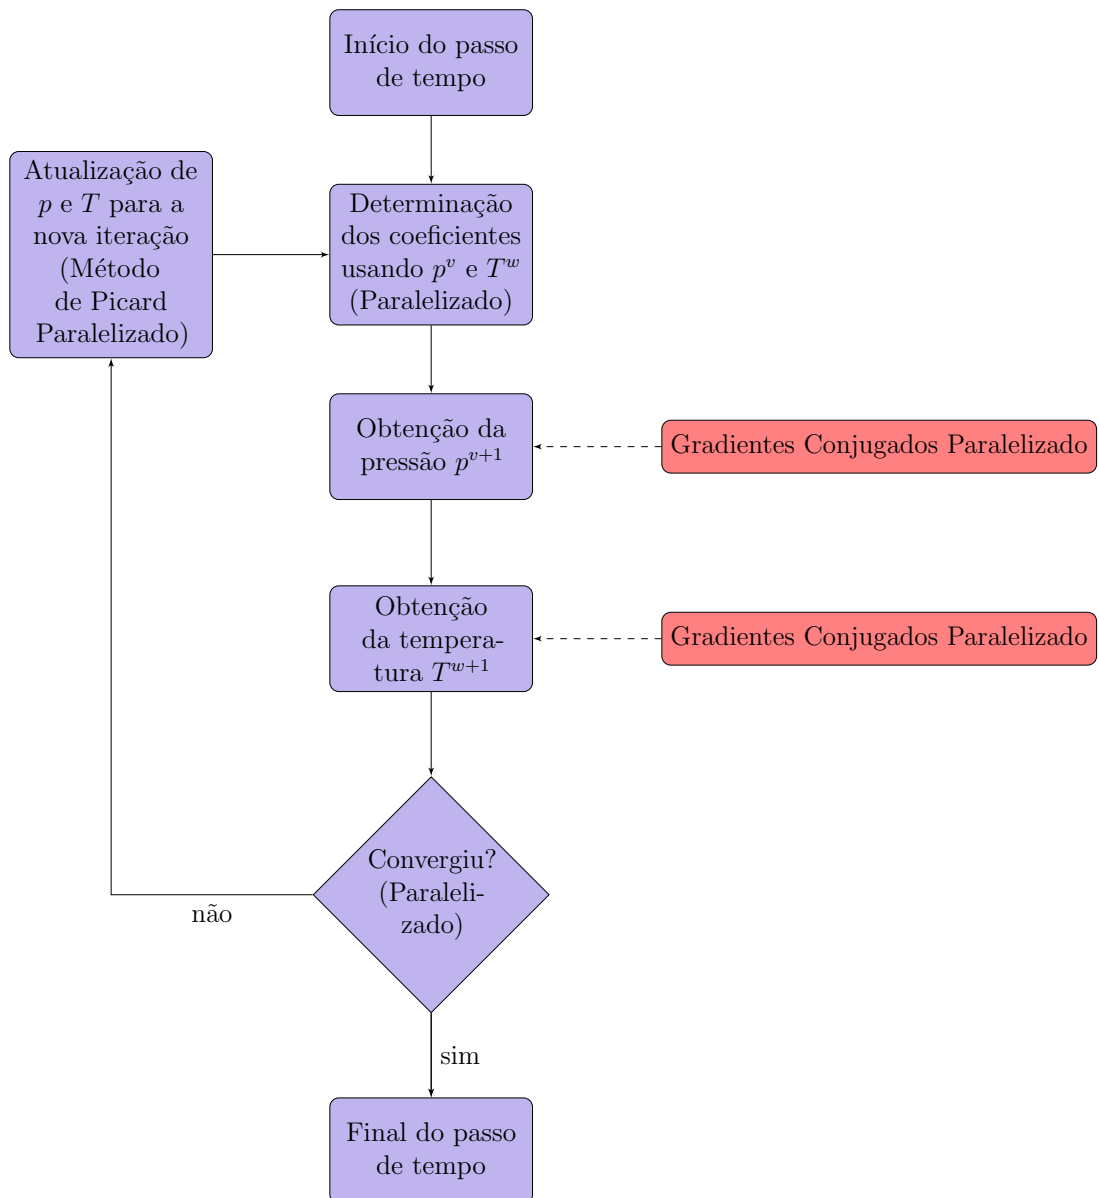 Início do passo
de tempo
Atualização de
p e T para a
nova iteração
(Método
de Picard
Paralelizado)
Determinação
dos coeficientes
usando p^v e T^w
(Paralelizado)
Obtenção da
pressão p^{v+1}
Gradientes Conjugados Paralelizado
Obtenção
da tempera-
tura T^{w+1}
Gradientes Conjugados Paralelizado
Convergiu?
(Paraleli-
zado)
não
sim
Final do passo
de tempo